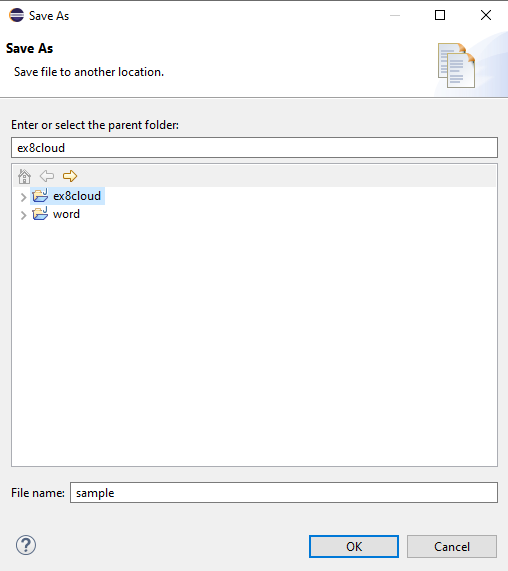 Save As
Save As
Save file to another location.
Enter or select the parent folder:
ex8cloud
ex8cloud
word
File name: sample
?
OK Cancel